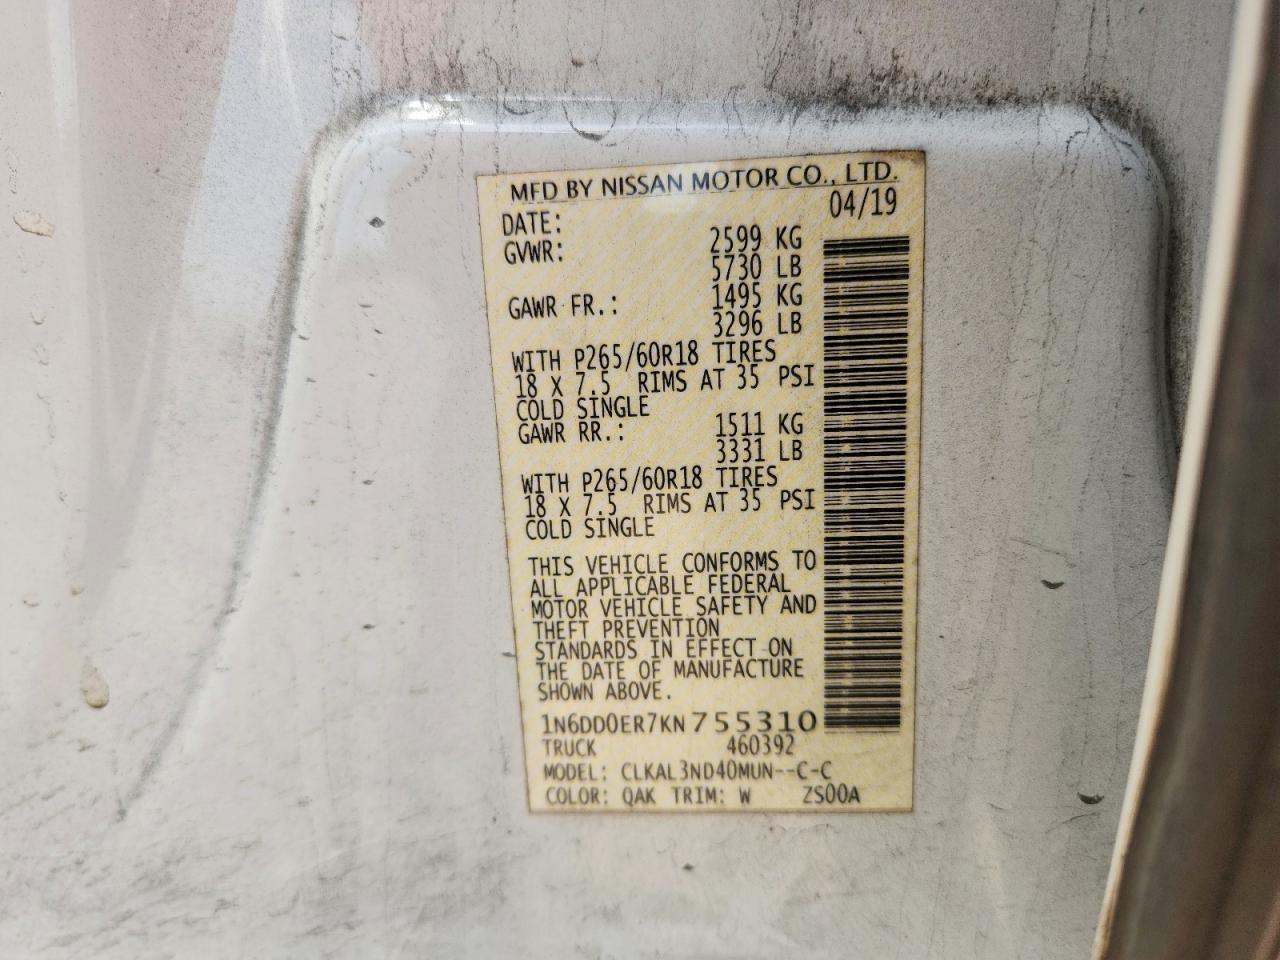 MFD BY NISSAN MOTOR CO., LTD.
DATE: 04/19
GVWR: 2599 KG
5730 LB
GAWR FR.: 1495 KG
3296 LB
WITH P265/60R18 TIRES
18 X 7.5 RIMS AT 35 PSI
COLD SINGLE
GAWR RR.: 1511 KG
3331 LB
WITH P265/60R18 TIRES
18 X 7.5 RIMS AT 35 PSI
COLD SINGLE
THIS VEHICLE CONFORMS TO
ALL APPLICABLE FEDERAL
MOTOR VEHICLE SAFETY AND
THEFT PREVENTION
STANDARDS IN EFFECT ON
THE DATE OF MANUFACTURE
SHOWN ABOVE.
1N6DD0ER7KN755310
TRUCK 460392
MODEL: CLKAL3ND40MUN--C-C
COLOR: QAK TRIM: W ZS00A